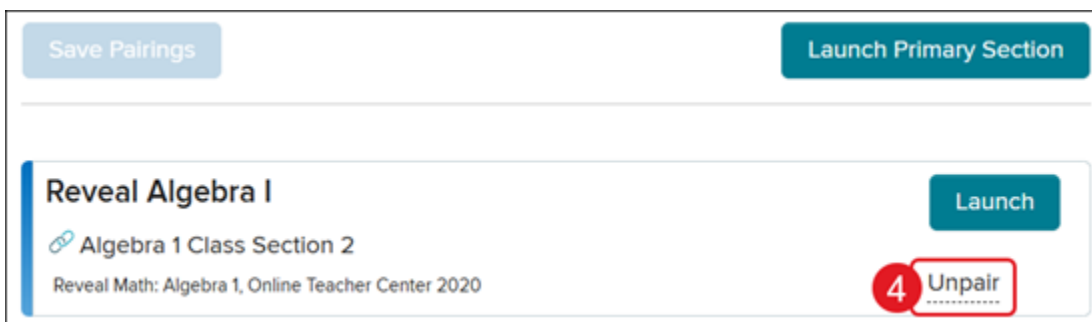 Save Pairings
Launch Primary Section
Reveal Algebra I
Launch
Algebra 1 Class Section 2
Reveal Math: Algebra 1, Online Teacher Center 2020
4
Unpair